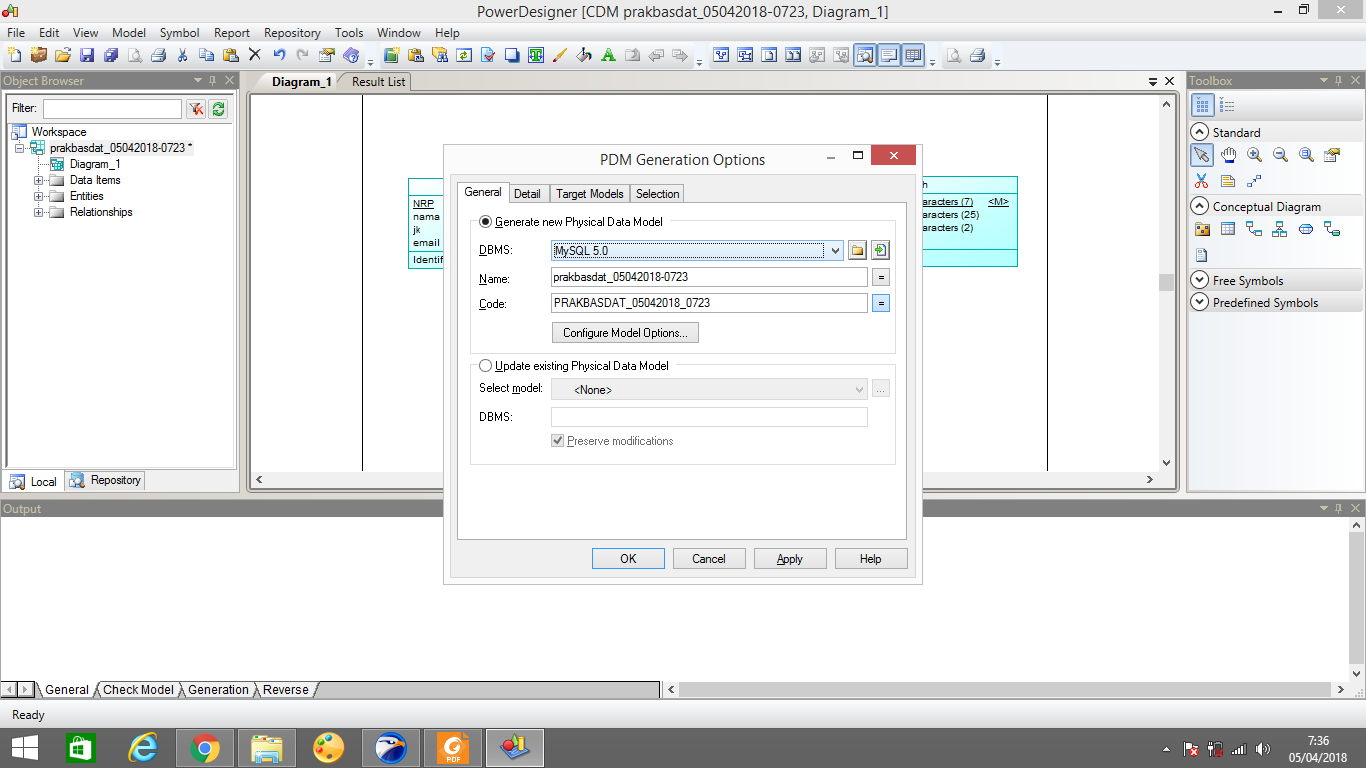 PowerDesigner [CDM prakbasdat_05042018-0723, Diagram_1]
File Edit View Model Symbol Report Repository Tools Window Help
Object Browser
Filter:
Workspace
prakbasdat_05042018-0723 *
Diagram_1
Data Items
Entities
Relationships
Local Repository
Diagram_1 Result List
NRP
nama
jk
email
Identif
h
aracters (7) <M>
aracters (25)
aracters (2)
PDM Generation Options
General Detail Target Models Selection
Generate new Physical Data Model
DBMS: MySQL 5.0
Name: prakbasdat_05042018-0723 =
Code: PRAKBASDAT_05042018_0723 =
Configure Model Options...
Update existing Physical Data Model
Select model: <None> ...
DBMS:
Preserve modifications
OK Cancel Apply Help
Toolbox
Standard
Conceptual Diagram
Free Symbols
Predefined Symbols
Output
General Check Model Generation Reverse
Ready
PDF
7:36
05/04/2018